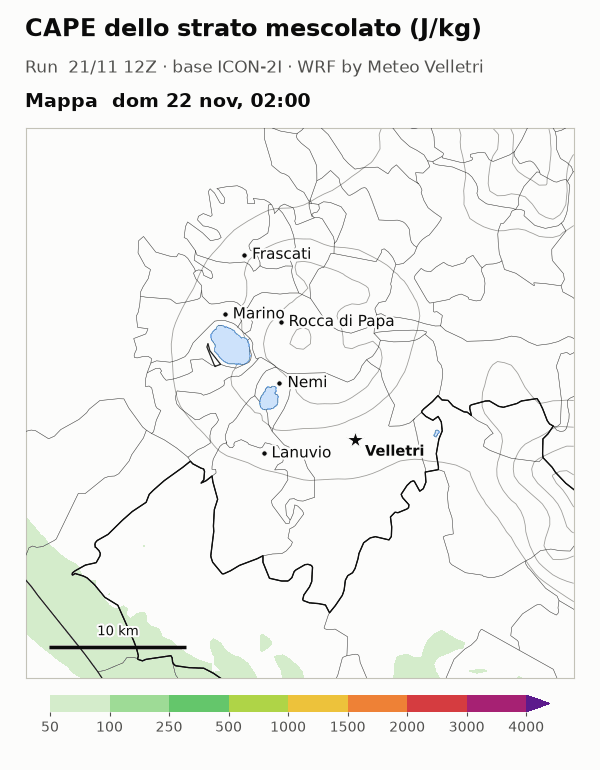 CAPE dello strato mescolato (J/kg)
Run  21/11 12Z · base ICON-2I · WRF by Meteo Velletri
Mappa  dom 22 nov, 02:00
Frascati
Marino
Rocca di Papa
Nemi
Velletri
Lanuvio
10 km
50 100 250 500 1000 1500 2000 3000 4000